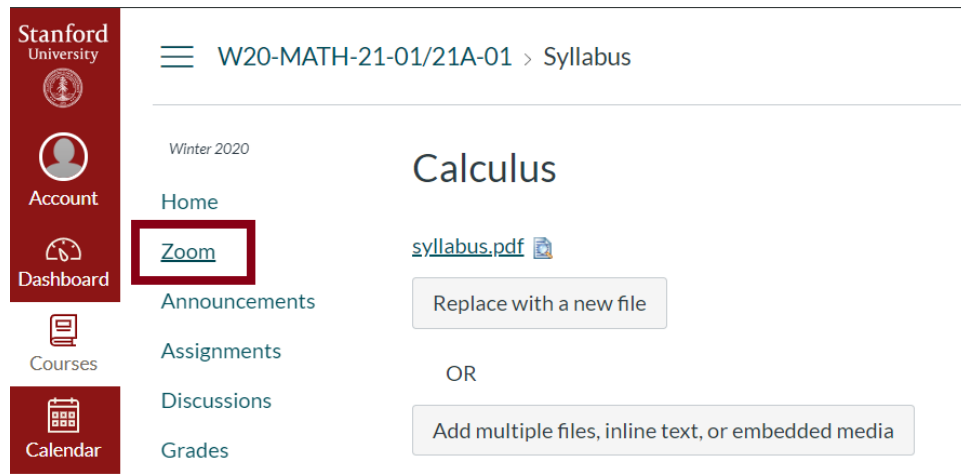 Stanford
University
Account
Dashboard
Courses
Calendar
W20-MATH-21-01/21A-01 > Syllabus
Winter 2020
Home
Zoom
Announcements
Assignments
Discussions
Grades
Calculus
syllabus.pdf
Replace with a new file
OR
Add multiple files, inline text, or embedded media